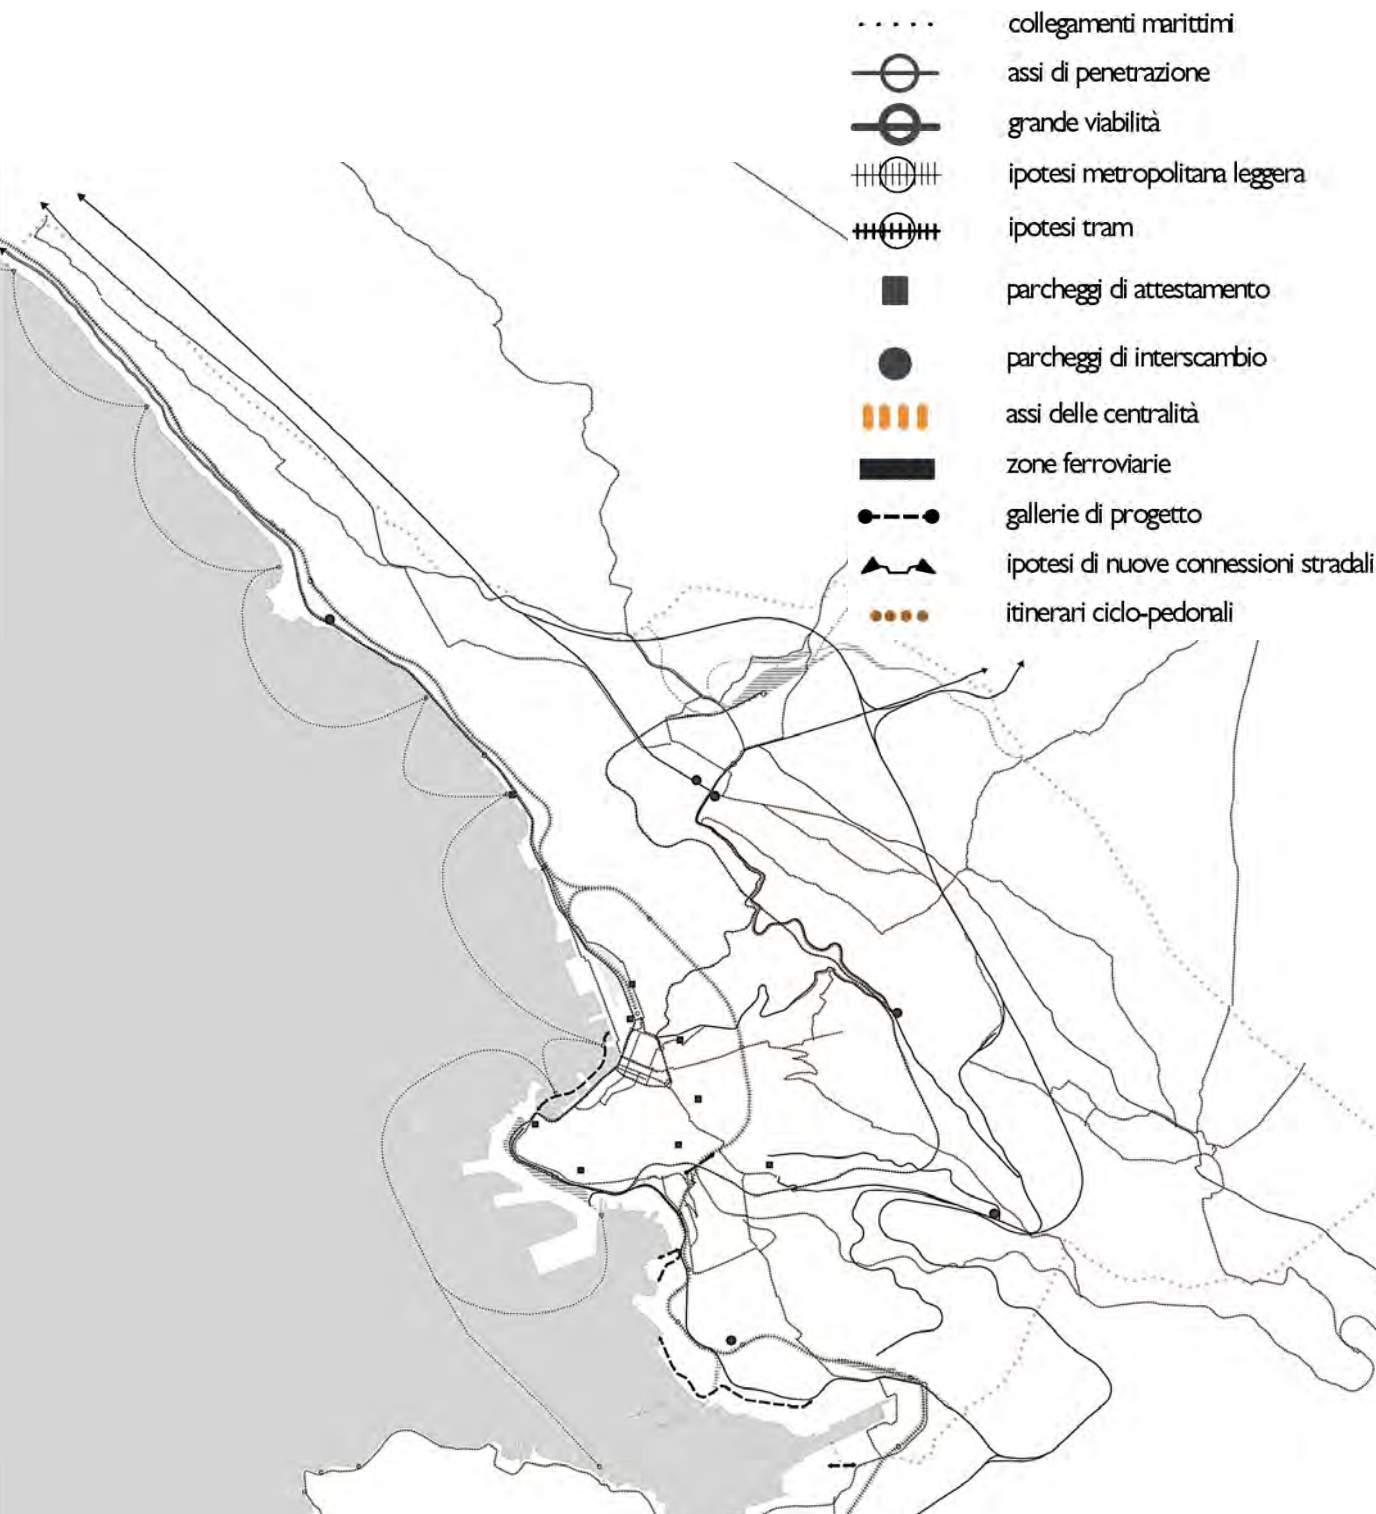 collegamenti marittimi
assi di penetrazione
grande viabilità
ipotesi metropolitana leggera
ipotesi tram
parcheggi di attestamento
parcheggi di interscambio
assi delle centralità
zone ferroviarie
gallerie di progetto
ipotesi di nuove connessioni stradali
itinerari ciclo-pedonali